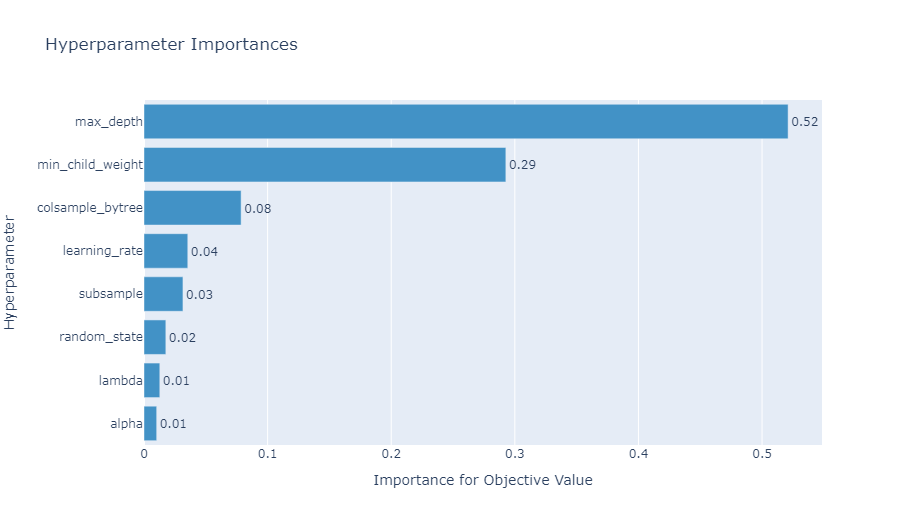 Hyperparameter Importances
Hyperparameter
max_depth 0.52
min_child_weight 0.29
colsample_bytree 0.08
learning_rate 0.04
subsample 0.03
random_state 0.02
lambda 0.01
alpha 0.01
0 0.1 0.2 0.3 0.4 0.5
Importance for Objective Value